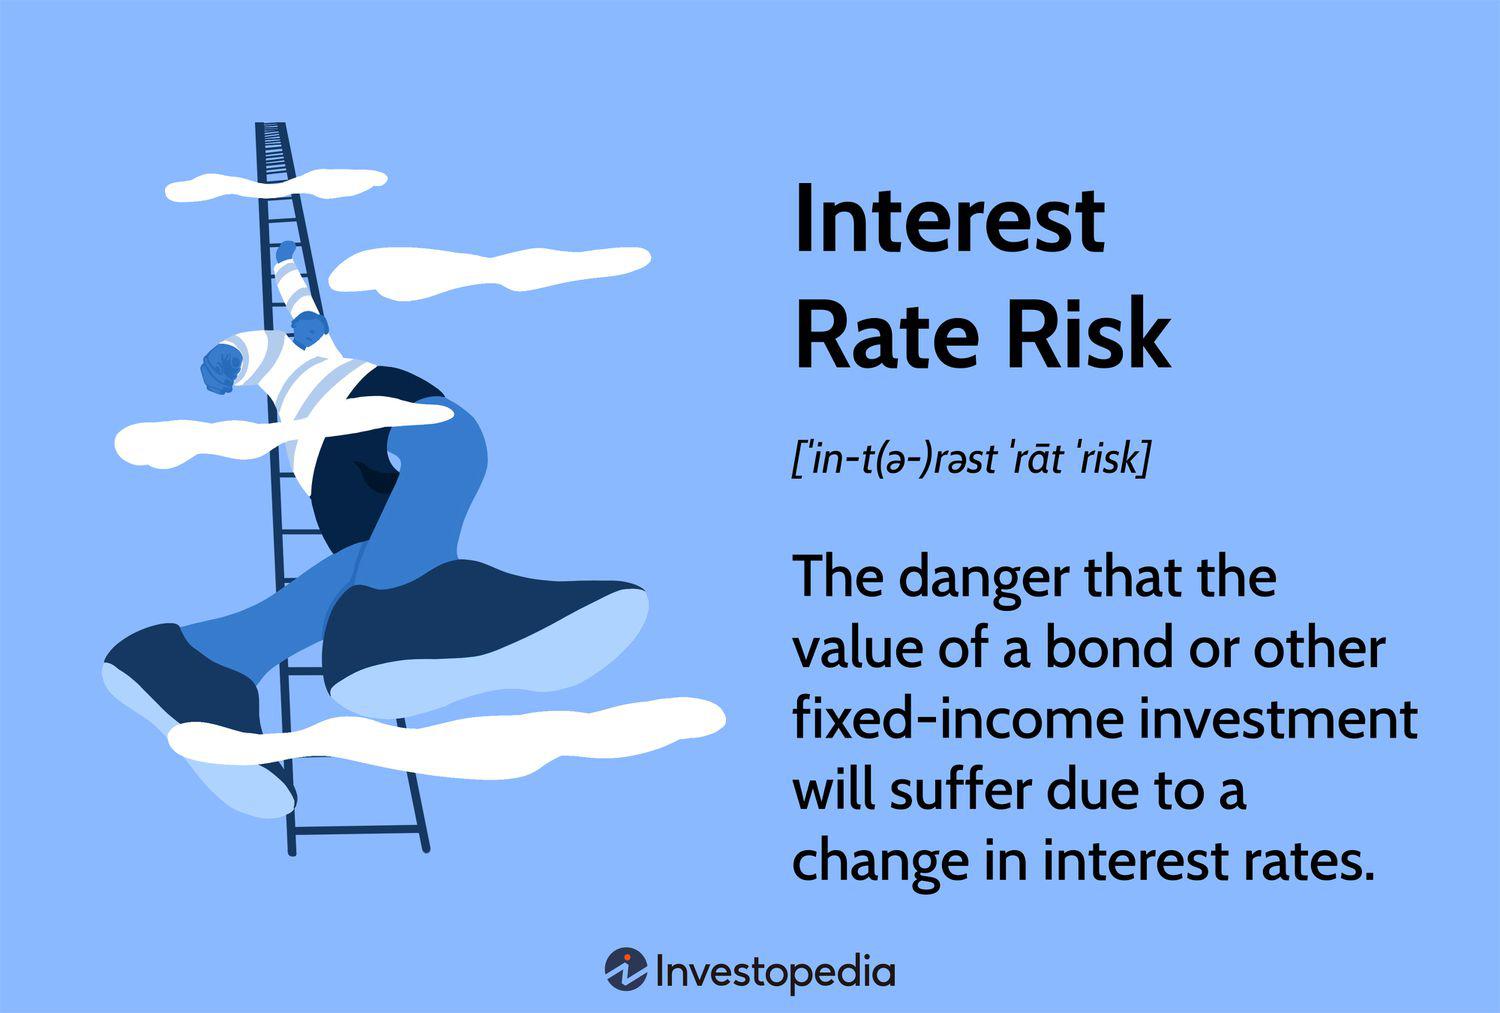 Interest
Rate Risk
[ˈin-t(ə-)rəst ˈrāt ˈrisk]
The danger that the
value of a bond or other
fixed-income investment
will suffer due to a
change in interest rates.
Investopedia